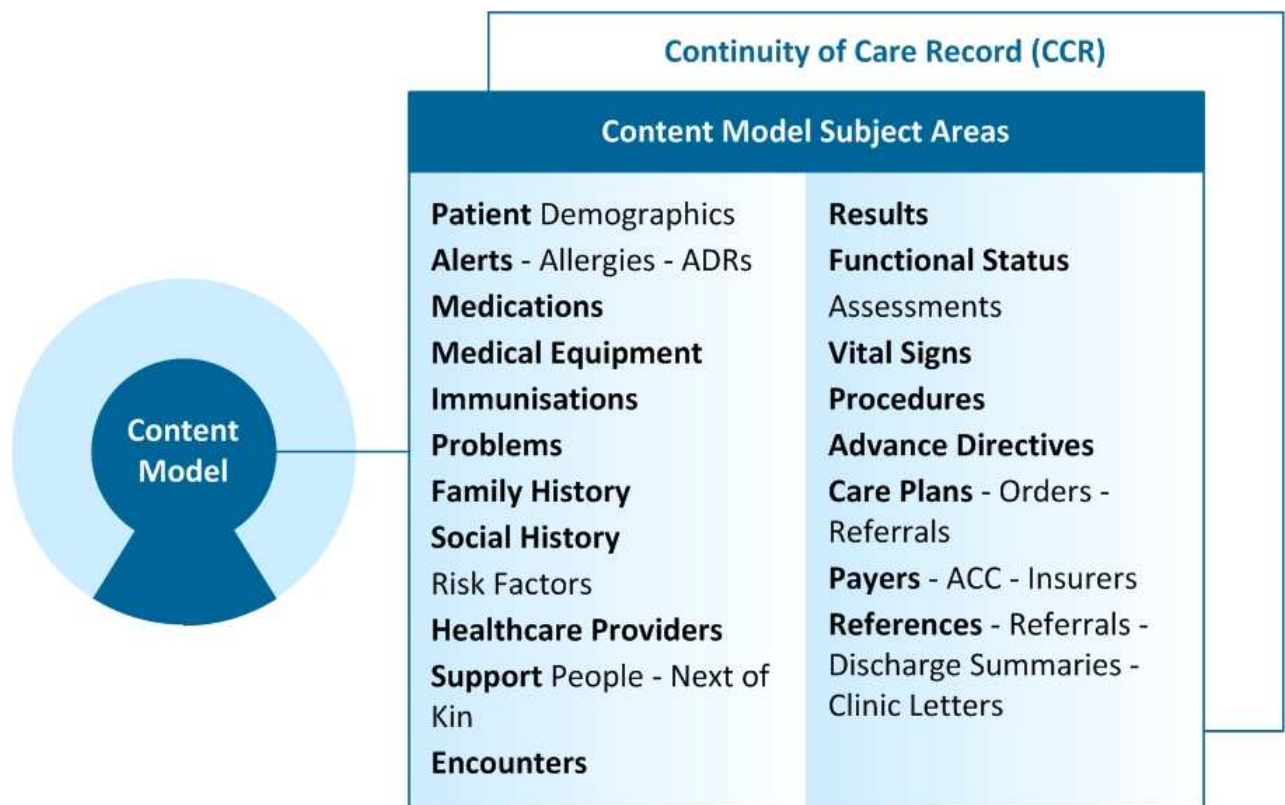 Continuity of Care Record (CCR)
Content Model Subject Areas
Content
Model
Patient Demographics
Alerts - Allergies - ADRs
Medications
Medical Equipment
Immunisations
Problems
Family History
Social History
Risk Factors
Healthcare Providers
Support People - Next of
Kin
Encounters
Results
Functional Status
Assessments
Vital Signs
Procedures
Advance Directives
Care Plans - Orders -
Referrals
Payers - ACC - Insurers
References - Referrals -
Discharge Summaries -
Clinic Letters